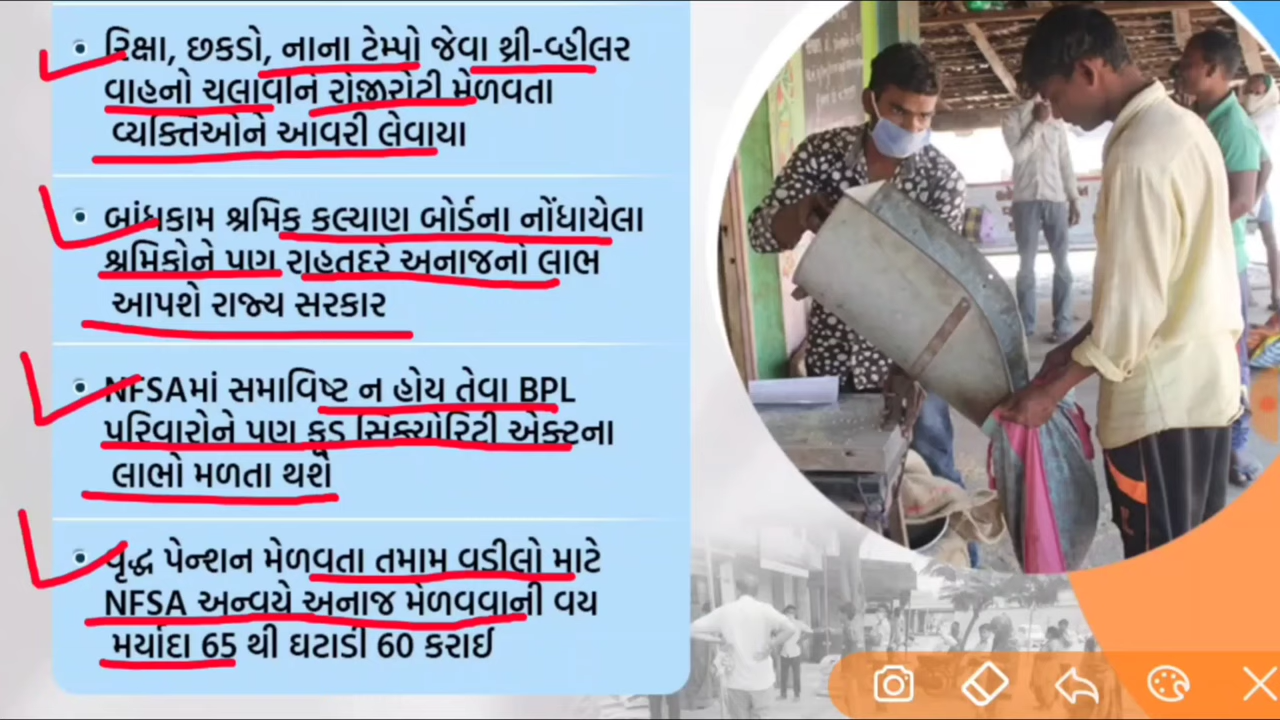 • રિક્ષા, છકડો, નાના ટેમ્પો જેવા થ્રી-વ્હીલર
વાહનો ચલાવીને રોજીરોટી મેળવતા
વ્યક્તિઓને આવરી લેવાયા
• બાંધકામ શ્રમિક કલ્યાણ બોર્ડના નોંધાયેલા
શ્રમિકોને પણ રાહતદરે અનાજનો લાભ
આપશે રાજ્ય સરકાર
• NFSAમાં સમાવિષ્ટ ન હોય તેવા BPL
પરિવારોને પણ ફૂડ સિક્યોરિટી એક્ટના
લાભો મળતા થશે
• વૃદ્ધ પેન્શન મેળવતા તમામ વડીલો માટે
NFSA અન્વયે અનાજ મેળવવાની વય
મર્યાદા 65 થી ઘટાડી 60 કરાઈ